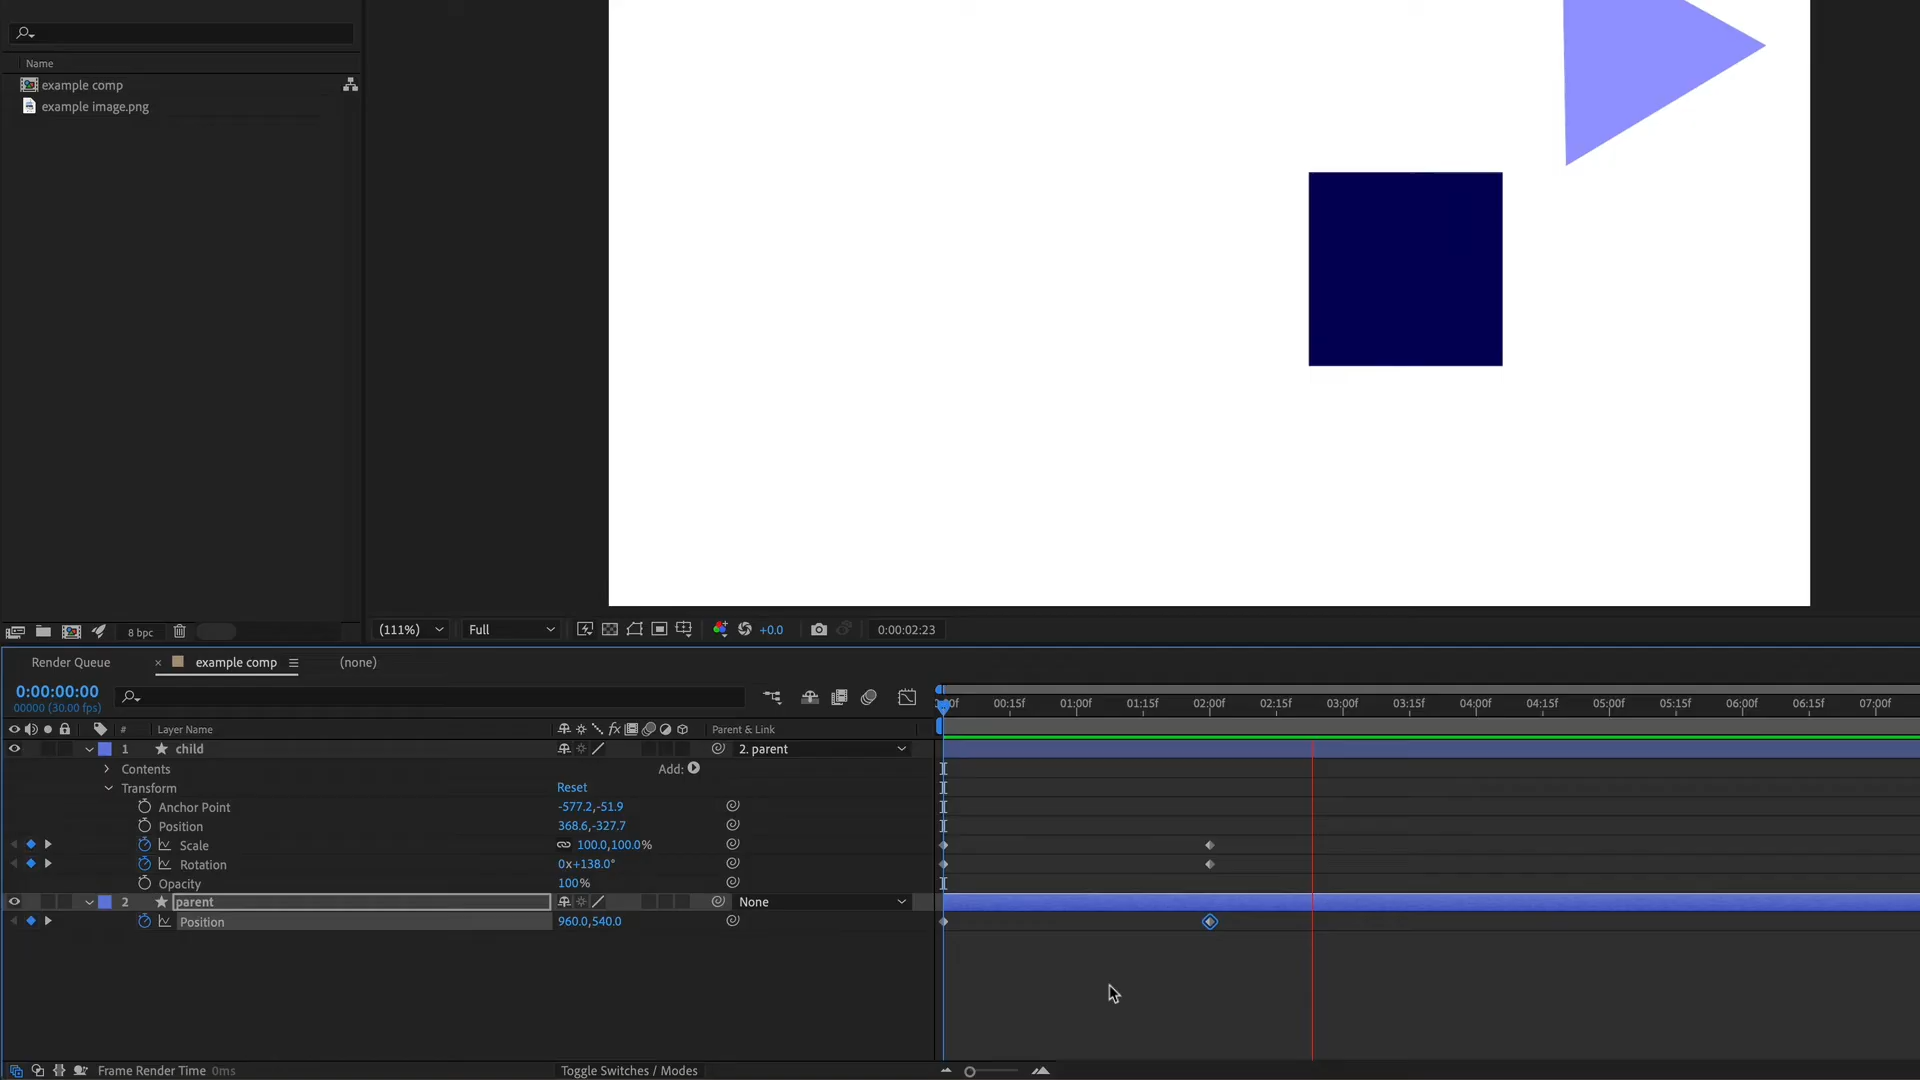 Name
example comp
example image.png
8 bpc
(111%)
Full
+0.0
0:00:02:23
Render Queue
× example comp
(none)
0:00:00:00
00000 (30.00 fps)
00f 00:15f 01:00f 01:15f 02:00f 02:15f 03:00f 03:15f 04:00f 04:15f 05:00f 05:15f 06:00f 06:15f 07:00f
# Layer Name fx Parent & Link
1 child 2. parent
Contents Add:
Transform Reset
Anchor Point -577.2,-51.9
Position 368.6,-327.7
Scale 100.0,100.0%
Rotation 0x+138.0°
Opacity 100%
2 parent None
Position 960.0,540.0
Frame Render Time 0ms
Toggle Switches / Modes